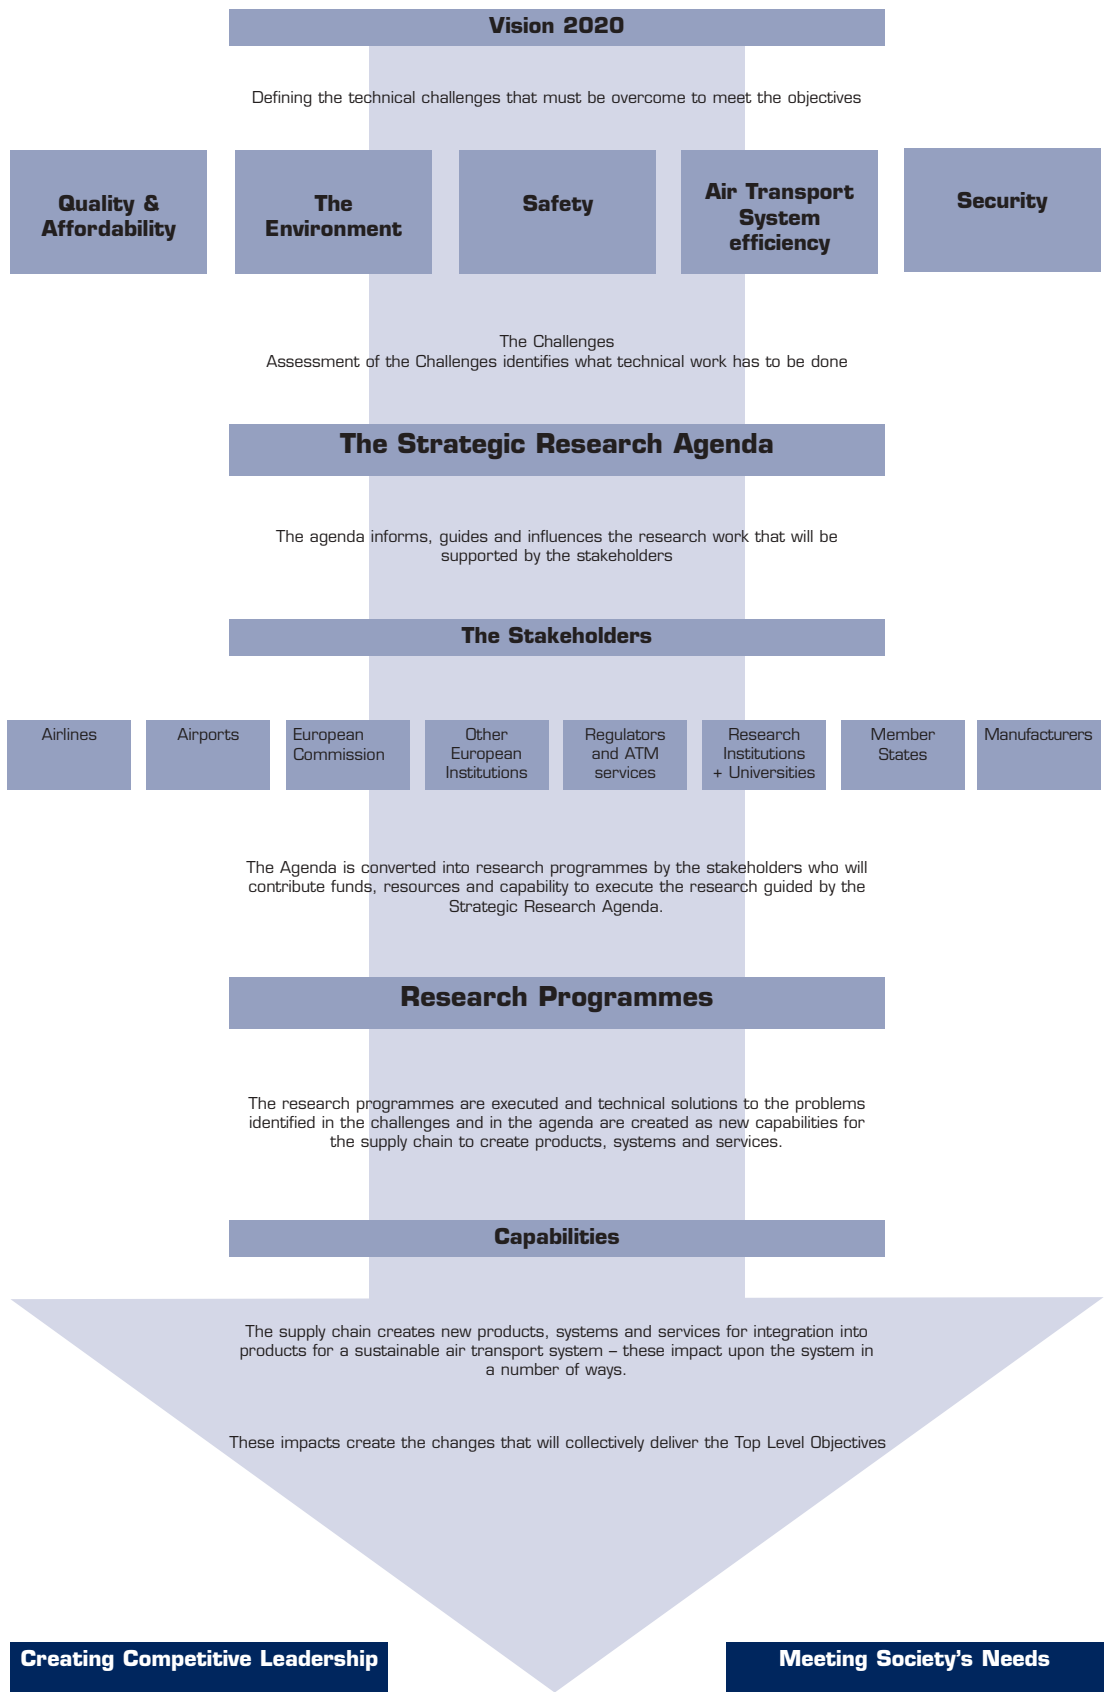 Vision 2020
Defining the technical challenges that must be overcome to meet the objectives
Quality &
Affordability
The
Environment
Safety
Air Transport
System
efficiency
Security
The Challenges
Assessment of the Challenges identifies what technical work has to be done
The Strategic Research Agenda
The agenda informs, guides and influences the research work that will be
supported by the stakeholders
The Stakeholders
Airlines
Airports
European
Commission
Other
European
Institutions
Regulators
and ATM
services
Research
Institutions
+ Universities
Member
States
Manufacturers
The Agenda is converted into research programmes by the stakeholders who will
contribute funds, resources and capability to execute the research guided by the
Strategic Research Agenda.
Research Programmes
The research programmes are executed and technical solutions to the problems
identified in the challenges and in the agenda are created as new capabilities for
the supply chain to create products, systems and services.
Capabilities
The supply chain creates new products, systems and services for integration into
products for a sustainable air transport system – these impact upon the system in
a number of ways.
These impacts create the changes that will collectively deliver the Top Level Objectives
Creating Competitive Leadership
Meeting Society’s Needs